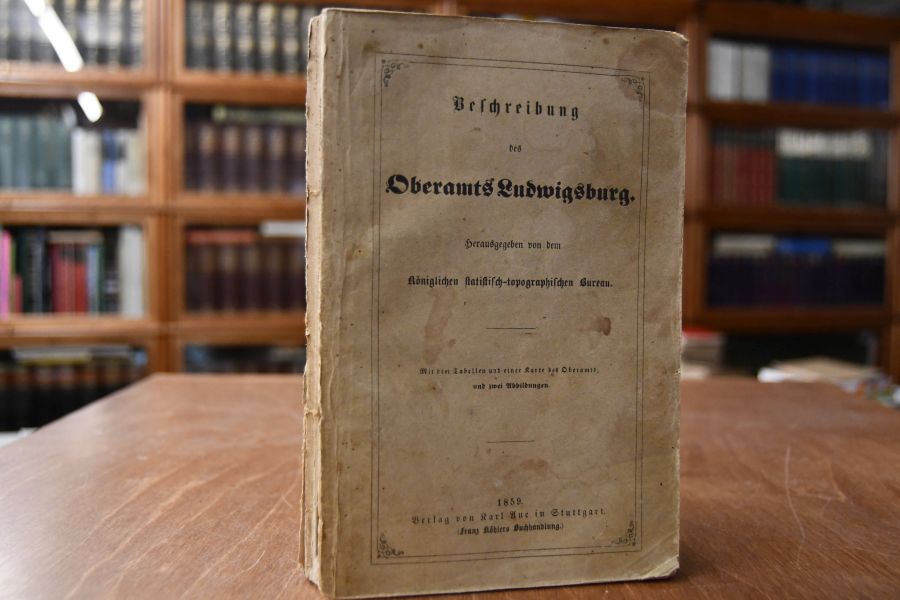 Beschreibung
des
Oberamts Ludwigsburg.
Herausgegeben von dem
Königlichen statistisch-topographischen Bureau.
Mit vier Tabellen und einer Karte des Oberamts,
und zwei Abbildungen.
1859.
Verlag von Karl Aue in Stuttgart.
(Franz Köhlers Buchhandlung.)